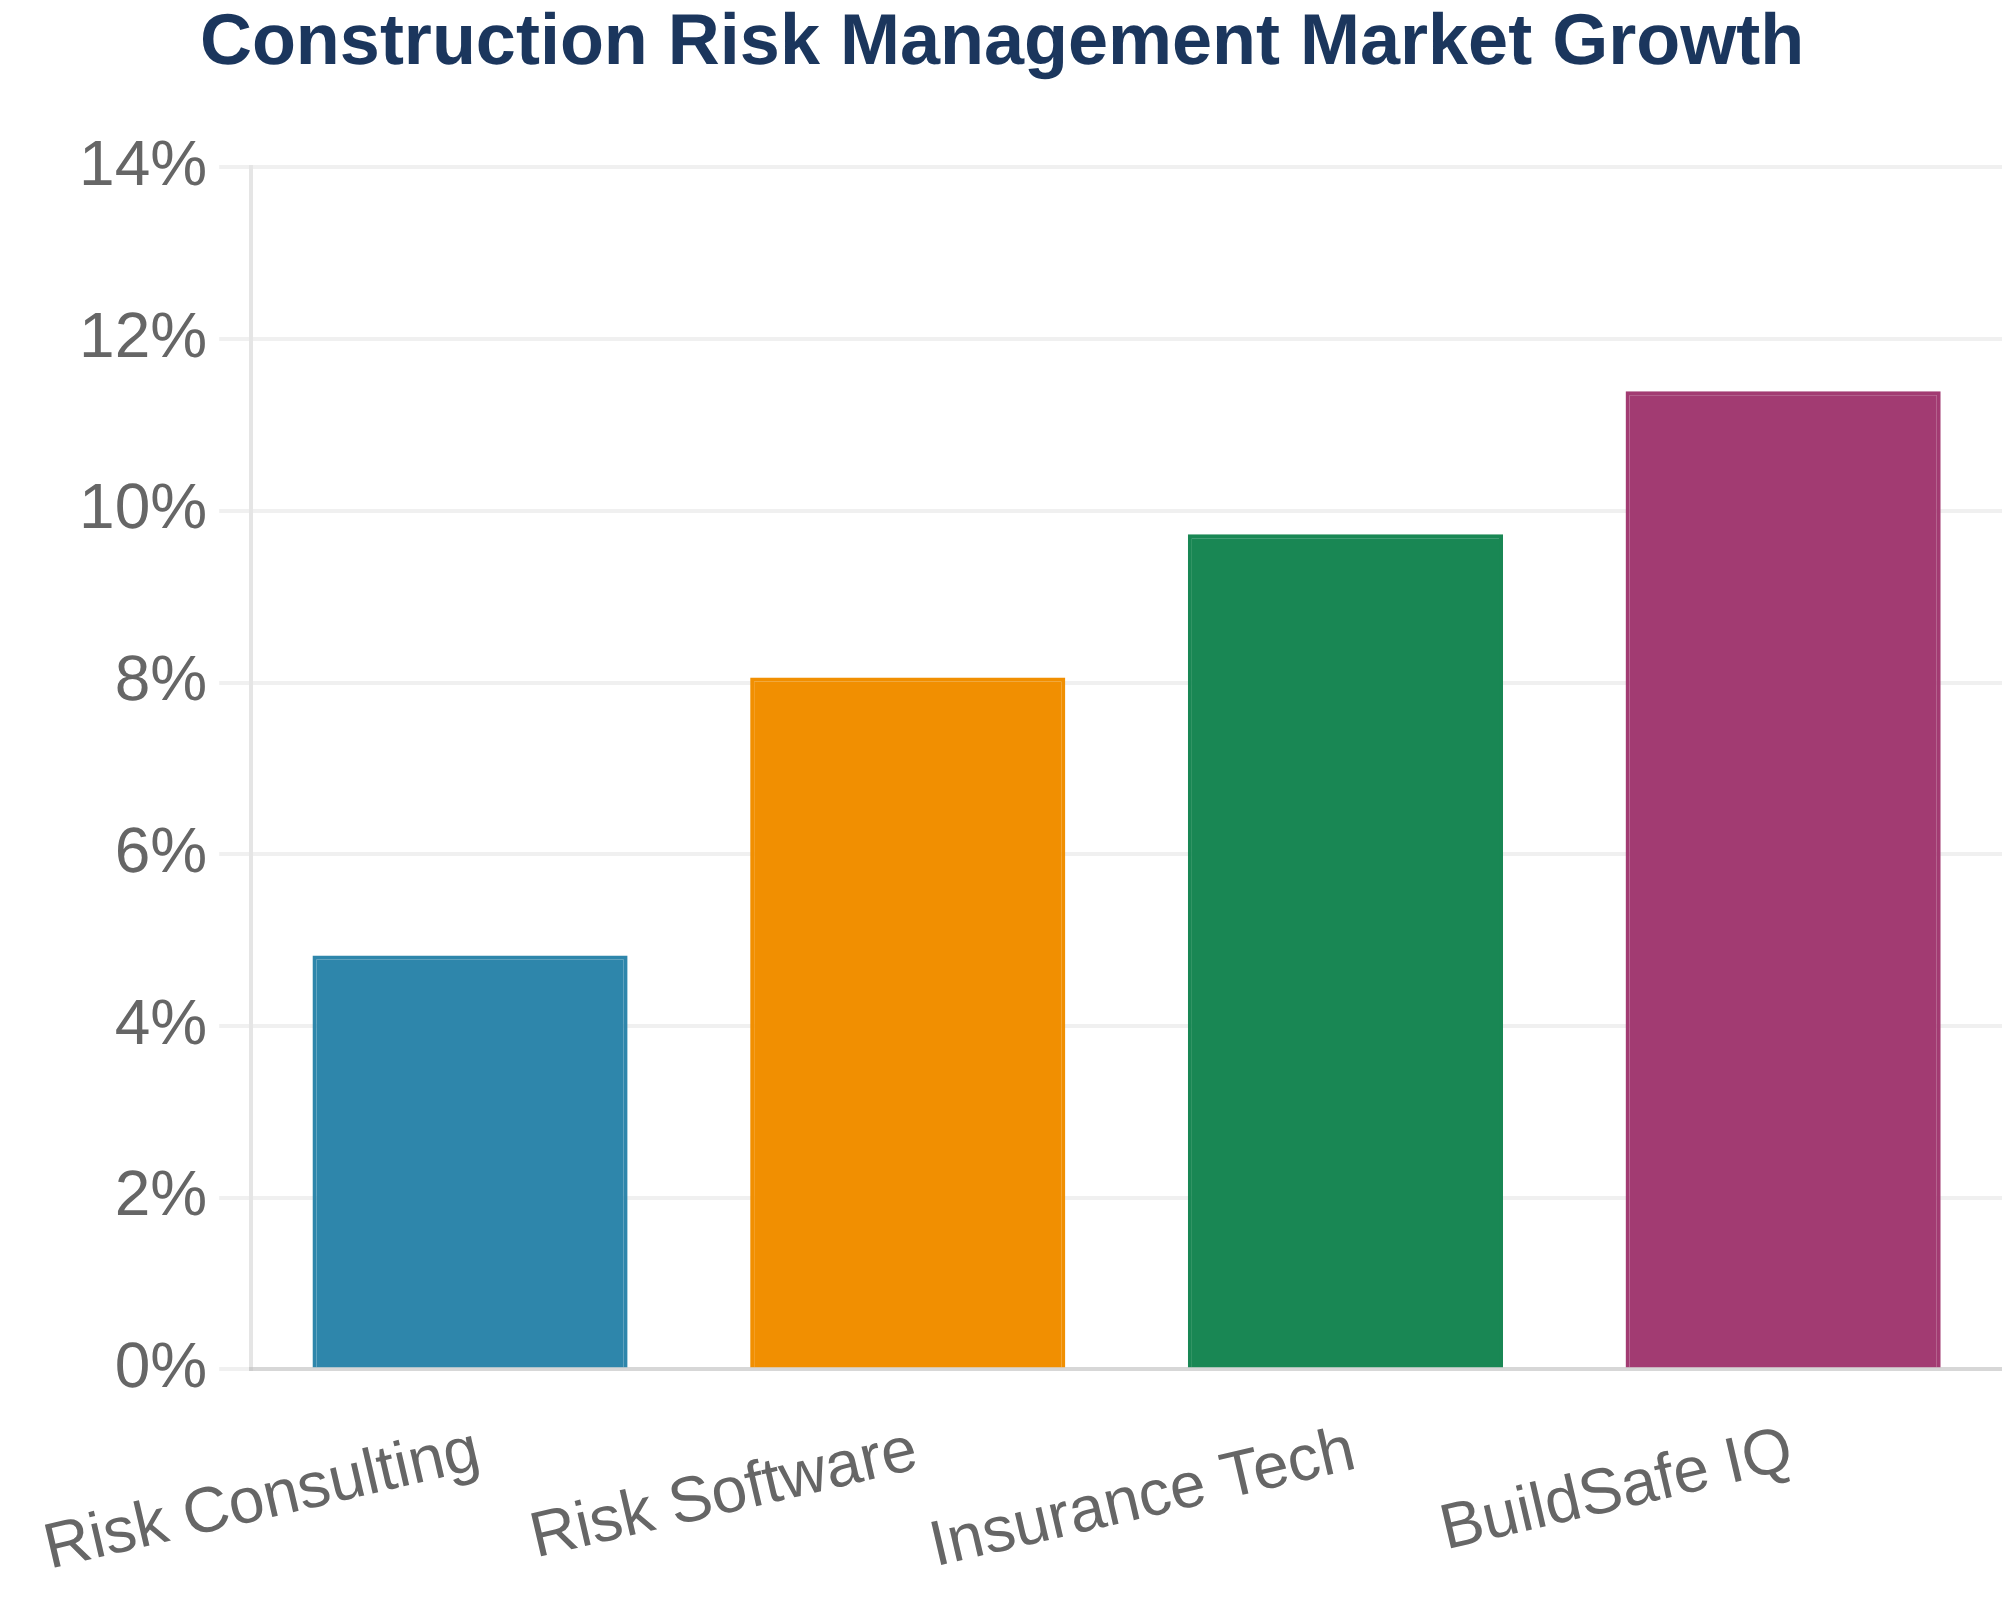 Construction Risk Management Market Growth
14%
12%
10%
8%
6%
4%
2%
0%
Risk Consulting
Risk Software
Insurance Tech
BuildSafe IQ